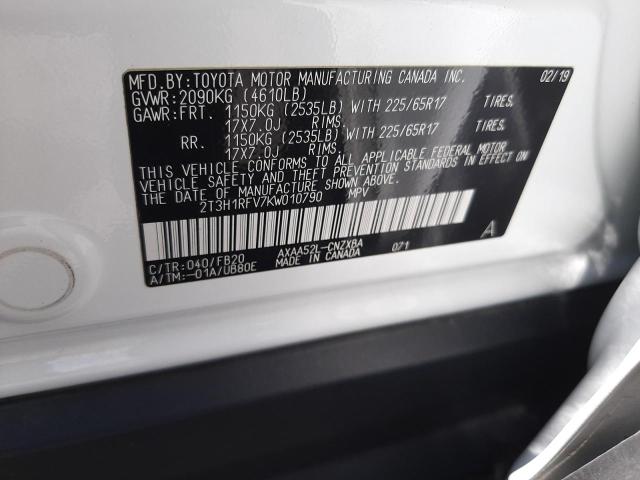 MFD.BY:TOYOTA MOTOR MANUFACTURING CANADA INC. 02/19
GVWR:2090KG (4610LB)
GAWR:FRT. 1150KG (2535LB) WITH 225/65R17 TIRES,
17X7.0J RIMS.
RR. 1150KG (2535LB) WITH 225/65R17 TIRES,
17X7.0J RIMS.
THIS VEHICLE CONFORMS TO ALL APPLICABLE FEDERAL MOTOR
VEHICLE SAFETY AND THEFT PREVENTION STANDARDS IN EFFECT ON
THE DATE OF MANUFACTURE SHOWN ABOVE.
2T3H1RFV7KW010790 MPV
A
C/TR:040/FB20 AXAA52L-CNZXBA 071
A/TM:-01A/UB80E MADE IN CANADA